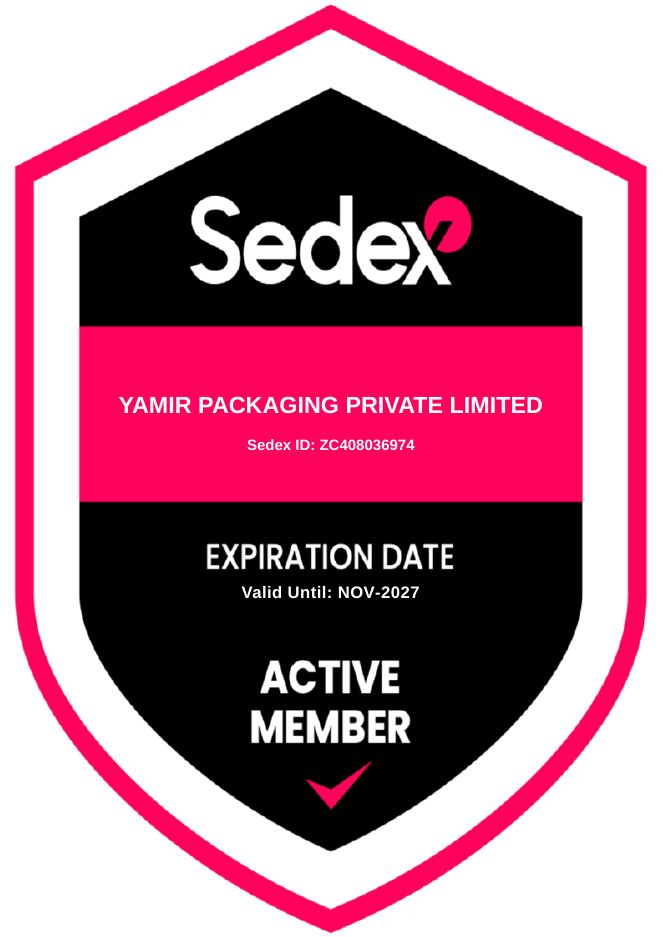 Sedex
YAMIR PACKAGING PRIVATE LIMITED
Sedex ID: ZC408036974
EXPIRATION DATE
Valid Until: NOV-2027
ACTIVE
MEMBER